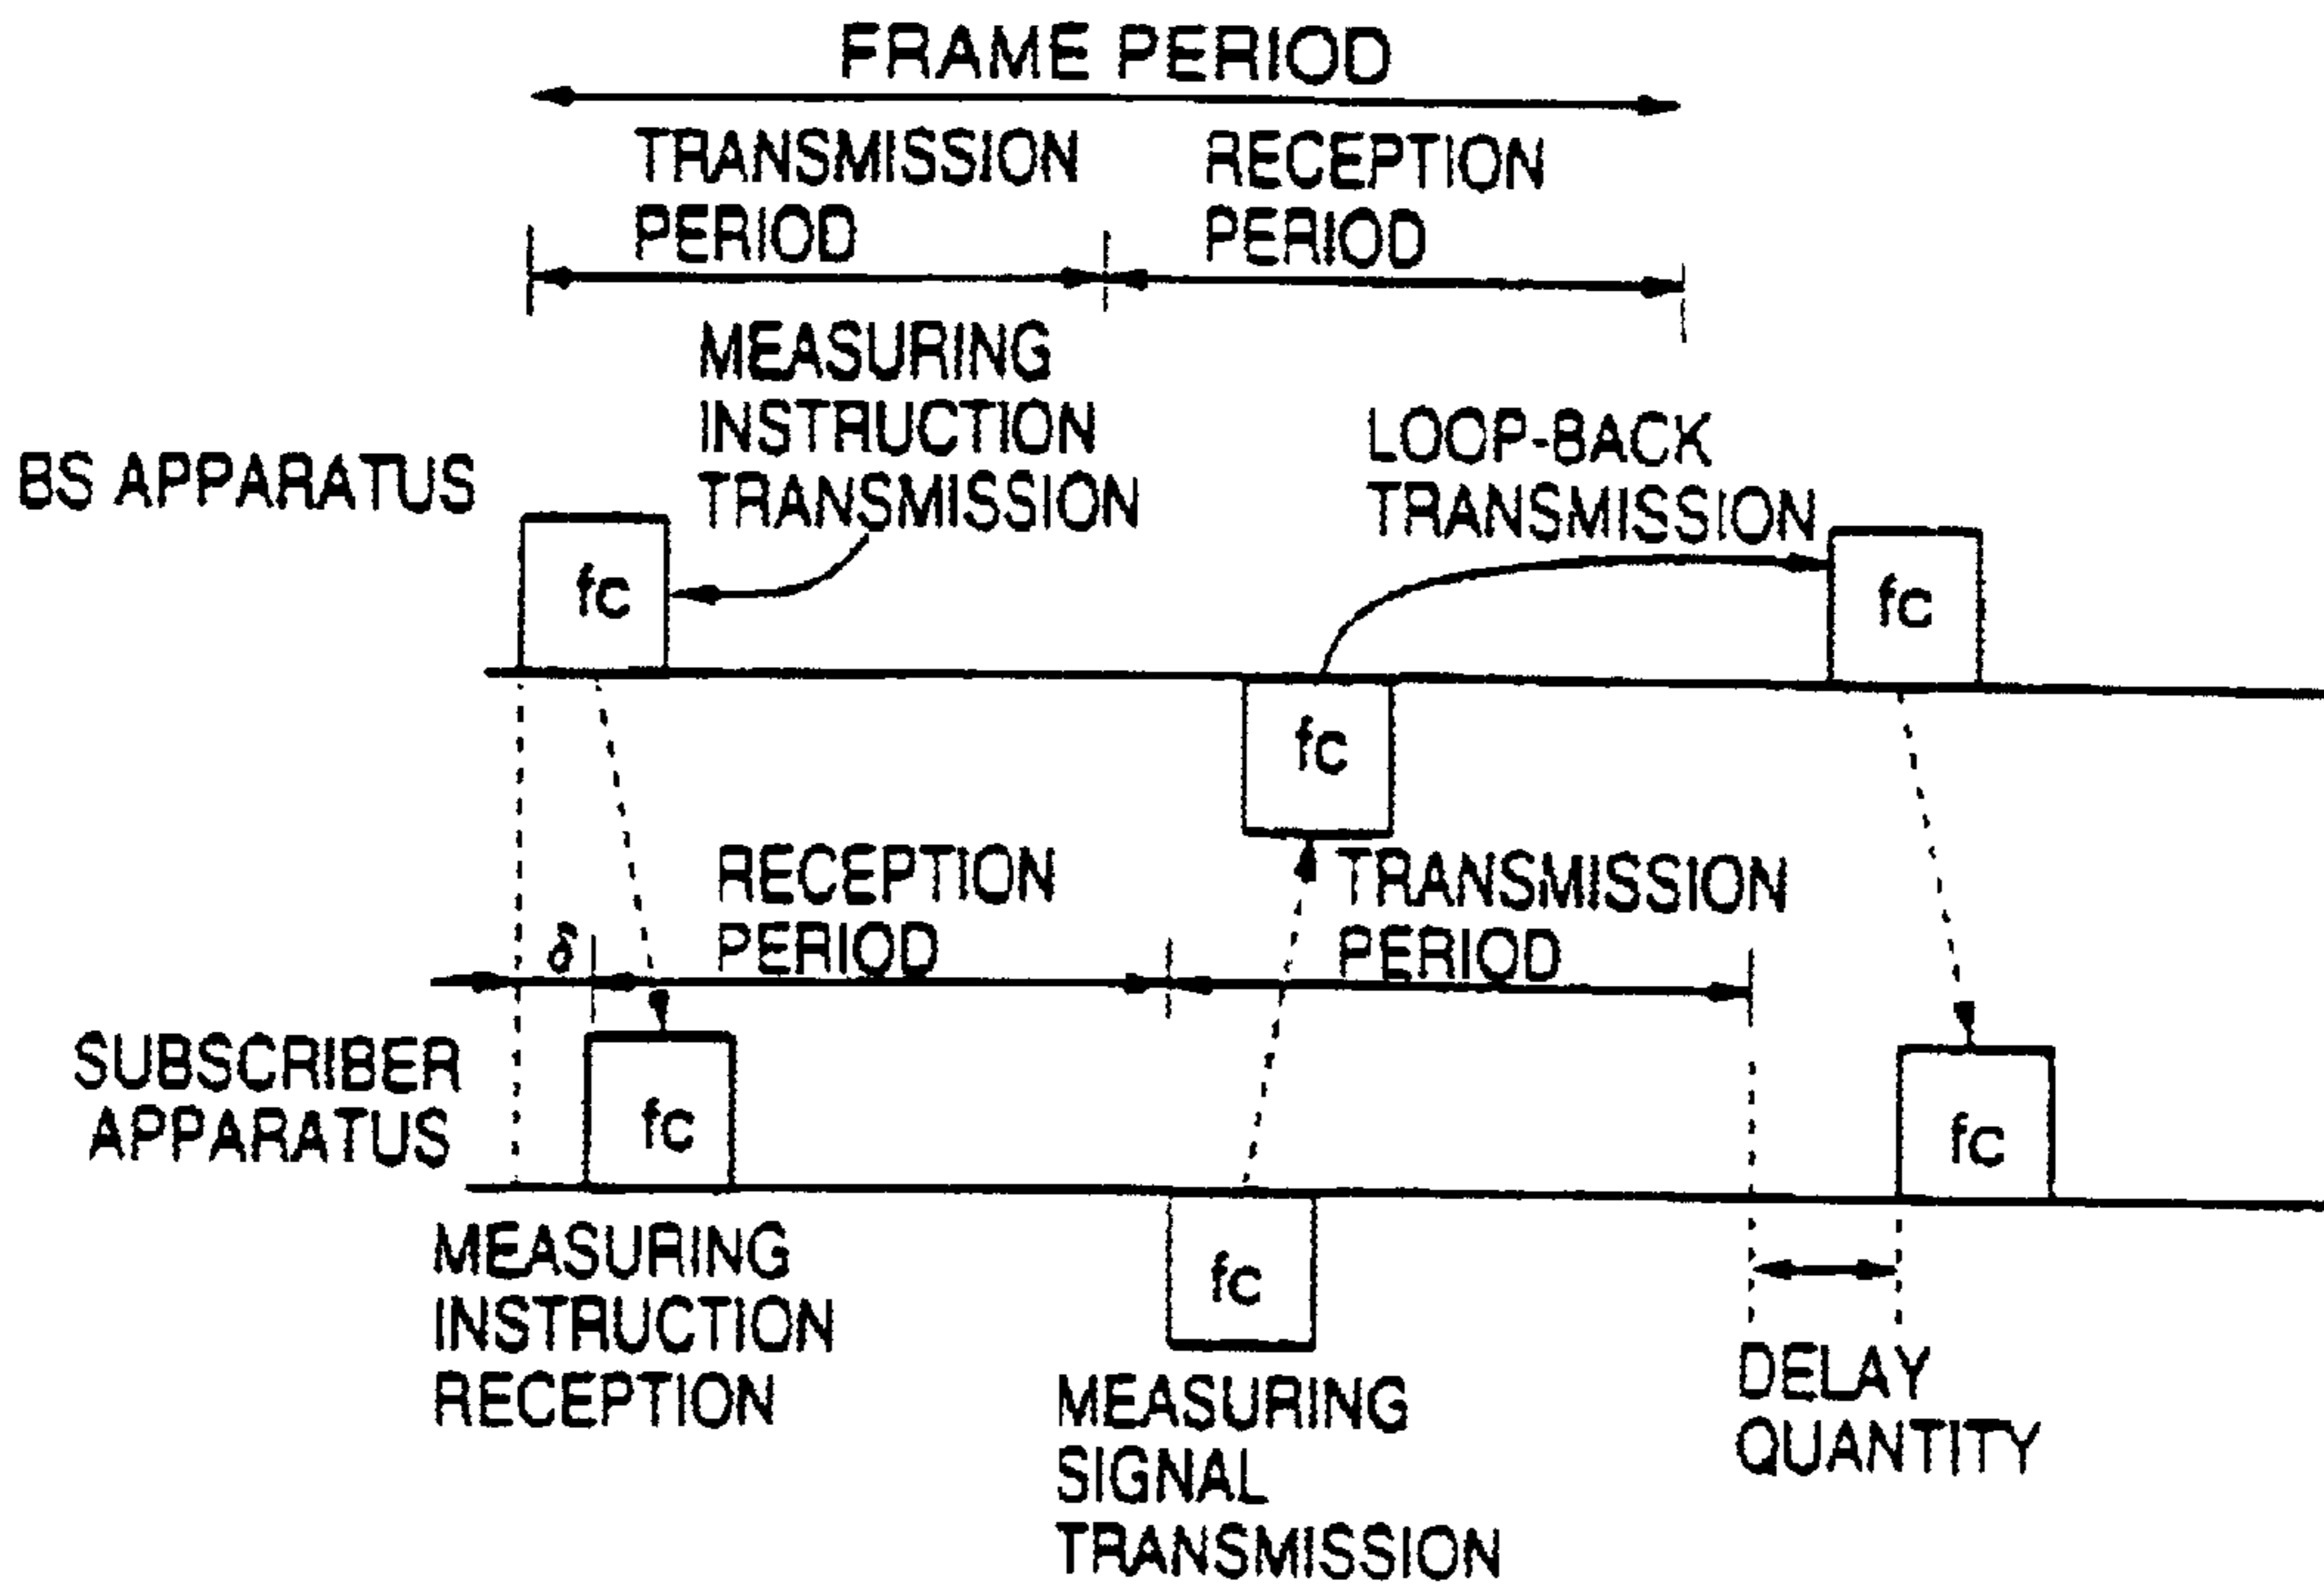 FRAME PERIOD
TRANSMISSION
PERIOD
RECEPTION
PERIOD
MEASURING
INSTRUCTION
TRANSMISSION
LOOP-BACK
TRANSMISSION
BS APPARATUS
fc
fc
fc
RECEPTION
PERIOD
TRANSMISSION
PERIOD
δ
SUBSCRIBER
APPARATUS
fc
fc
fc
MEASURING
INSTRUCTION
RECEPTION
MEASURING
SIGNAL
TRANSMISSION
DELAY
QUANTITY